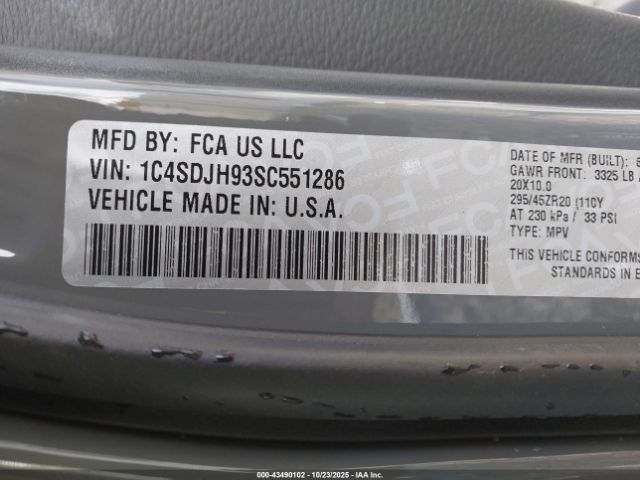 MFD BY: FCA US LLC
VIN: 1C4SDJH93SC551286
VEHICLE MADE IN: U.S.A.
DATE OF MFR (BUILT): 
GAWR FRONT: 3325 LB
20X10.0
295/45ZR20 (110Y
AT 230 kPa / 33 PSI
TYPE: MPV
THIS VEHICLE CONFORMS
STANDARDS IN
000-43490102 - 10/23/2025 - IAA Inc.